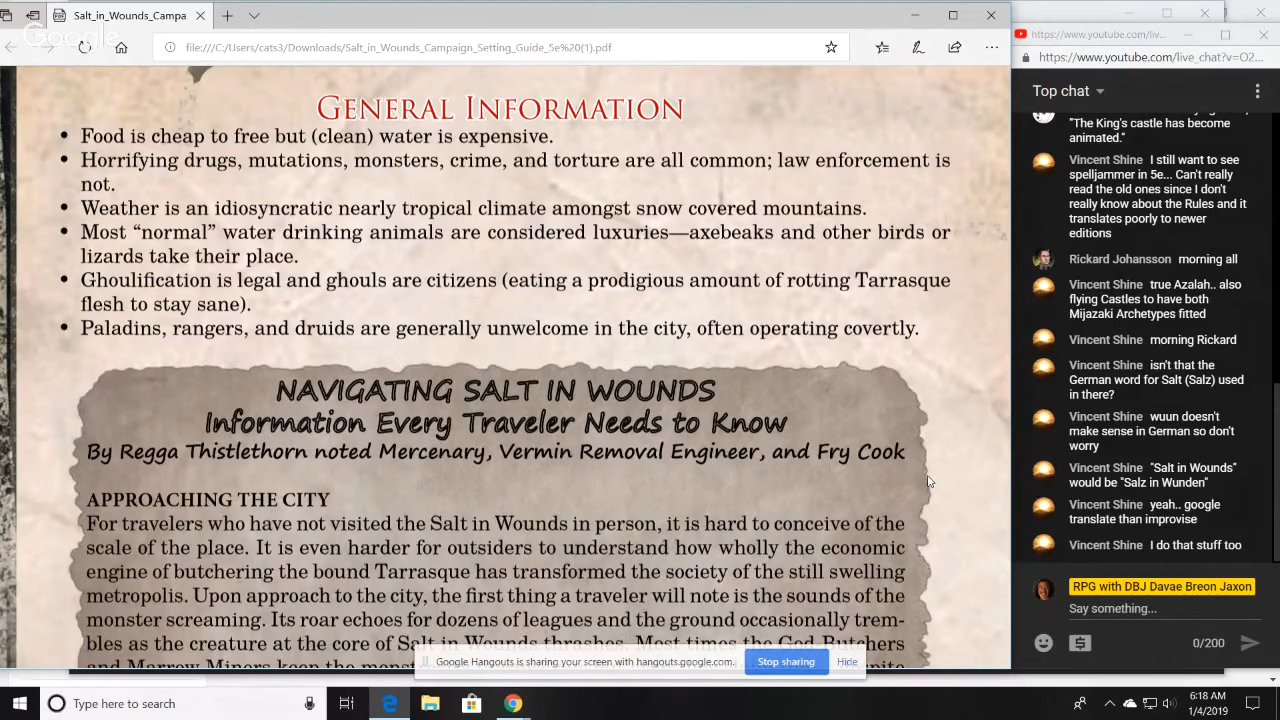 Salt_in_Wounds_Campa
Google
file:///C:/Users/cats3/Downloads/Salt_in_Wounds_Campaign_Setting_Guide_5e%20(1).pdf
GENERAL INFORMATION
• Food is cheap to free but (clean) water is expensive.
• Horrifying drugs, mutations, monsters, crime, and torture are all common; law enforcement is
not.
• Weather is an idiosyncratic nearly tropical climate amongst snow covered mountains.
• Most “normal” water drinking animals are considered luxuries—axebeaks and other birds or
lizards take their place.
• Ghoulification is legal and ghouls are citizens (eating a prodigious amount of rotting Tarrasque
flesh to stay sane).
• Paladins, rangers, and druids are generally unwelcome in the city, often operating covertly.
NAVIGATING SALT IN WOUNDS
Information Every Traveler Needs to Know
By Regga Thistlethorn noted Mercenary, Vermin Removal Engineer, and Fry Cook
APPROACHING THE CITY
For travelers who have not visited the Salt in Wounds in person, it is hard to conceive of the
scale of the place. It is even harder for outsiders to understand how wholly the economic
engine of butchering the bound Tarrasque has transformed the society of the still swelling
metropolis. Upon approach to the city, the first thing a traveler will note is the sounds of the
monster screaming. Its roar echoes for dozens of leagues and the ground occasionally trem-
bles as the creature at the core of Salt in Wounds thrashes. Most times the God Butchers
and Marrow Miners keep the
Google Hangouts is sharing your screen with hangouts.google.com.
Stop sharing
Hide
https://www.youtube.com/liv...
https://www.youtube.com/live_chat?v=O2...
Top chat
"The King's castle has become
animated."
Vincent Shine I still want to see
spelljammer in 5e... Can't really
read the old ones since I don't
really know about the Rules and it
translates poorly to newer
editions
Rickard Johansson morning all
Vincent Shine true Azalah.. also
flying Castles to have both
Mijazaki Archetypes fitted
Vincent Shine morning Rickard
Vincent Shine isn't that the
German word for Salt (Salz) used
in there?
Vincent Shine wuun doesn't
make sense in German so don't
worry
Vincent Shine "Salt in Wounds"
would be "Salz in Wunden"
Vincent Shine yeah.. google
translate than improvise
Vincent Shine I do that stuff too
RPG with DBJ Davae Breon Jaxon
Say something...
0/200
Type here to search
6:18 AM
1/4/2019